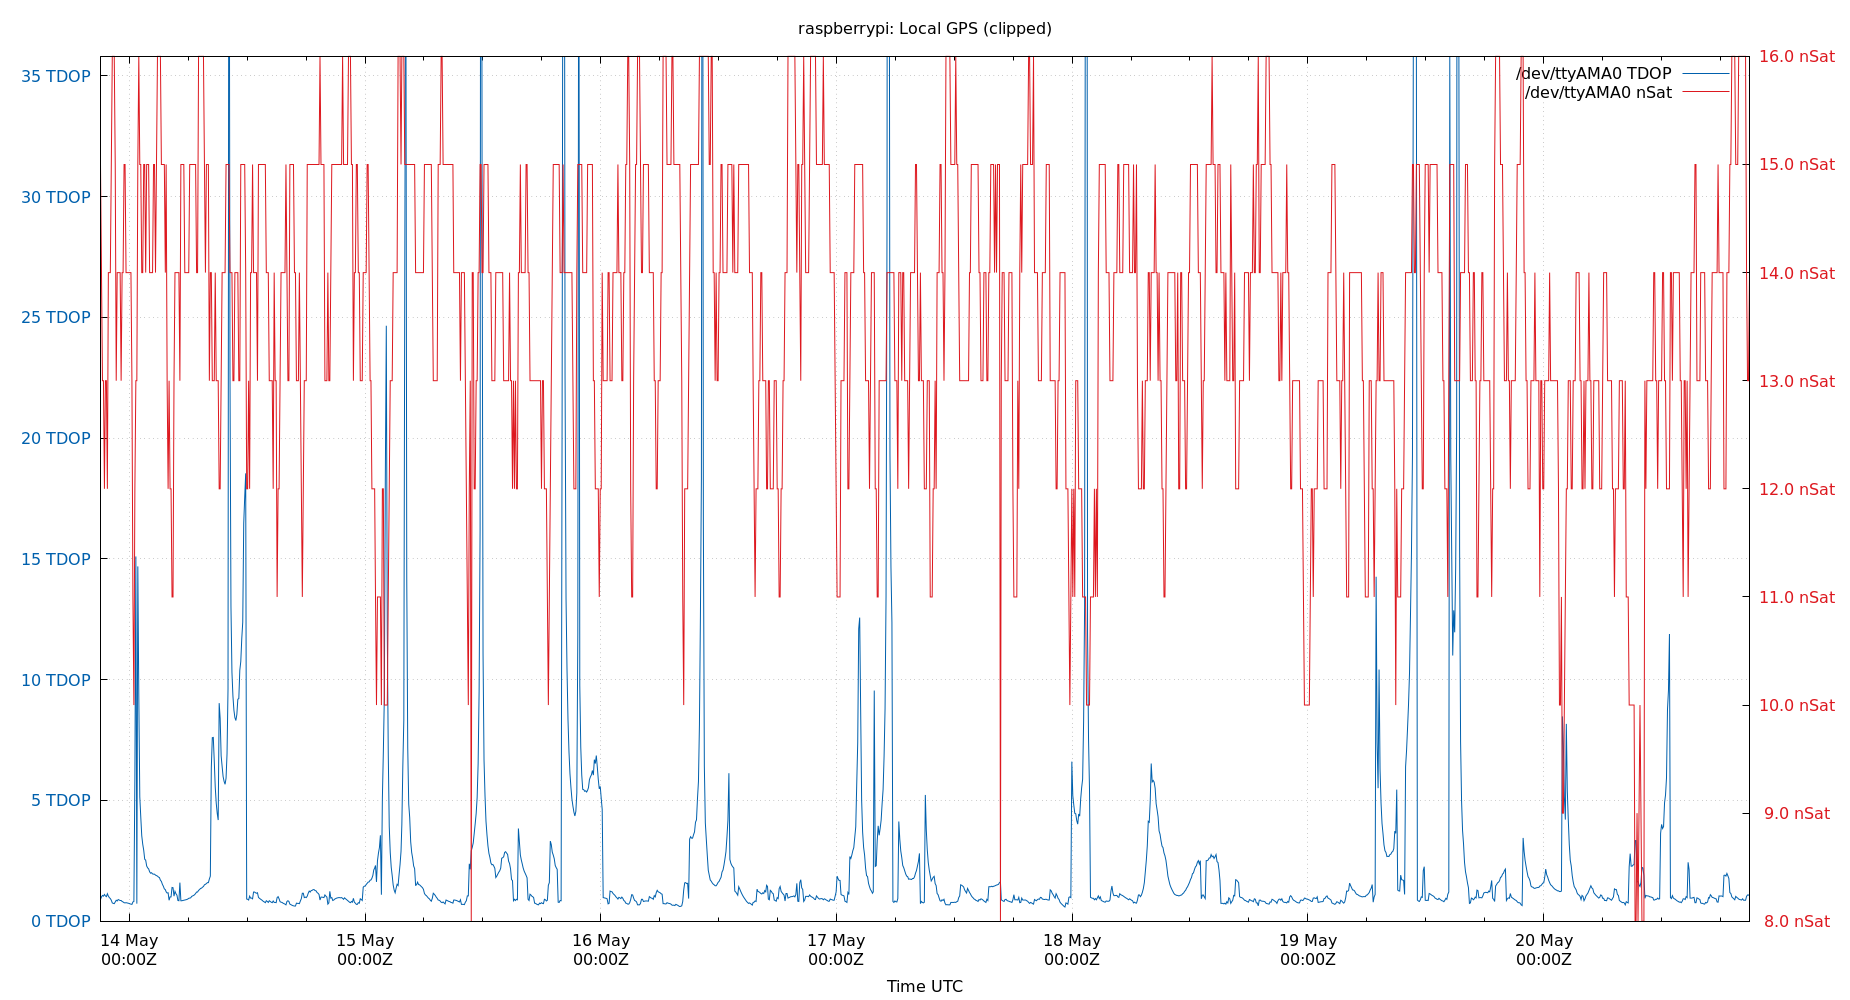 raspberrypi: Local GPS (clipped)
35 TDOP
30 TDOP
25 TDOP
20 TDOP
15 TDOP
10 TDOP
5 TDOP
0 TDOP
/dev/ttyAMA0 TDOP
/dev/ttyAMA0 nSat
16.0 nSat
15.0 nSat
14.0 nSat
13.0 nSat
12.0 nSat
11.0 nSat
10.0 nSat
9.0 nSat
8.0 nSat
14 May
00:00Z
15 May
00:00Z
16 May
00:00Z
17 May
00:00Z
18 May
00:00Z
19 May
00:00Z
20 May
00:00Z
Time UTC